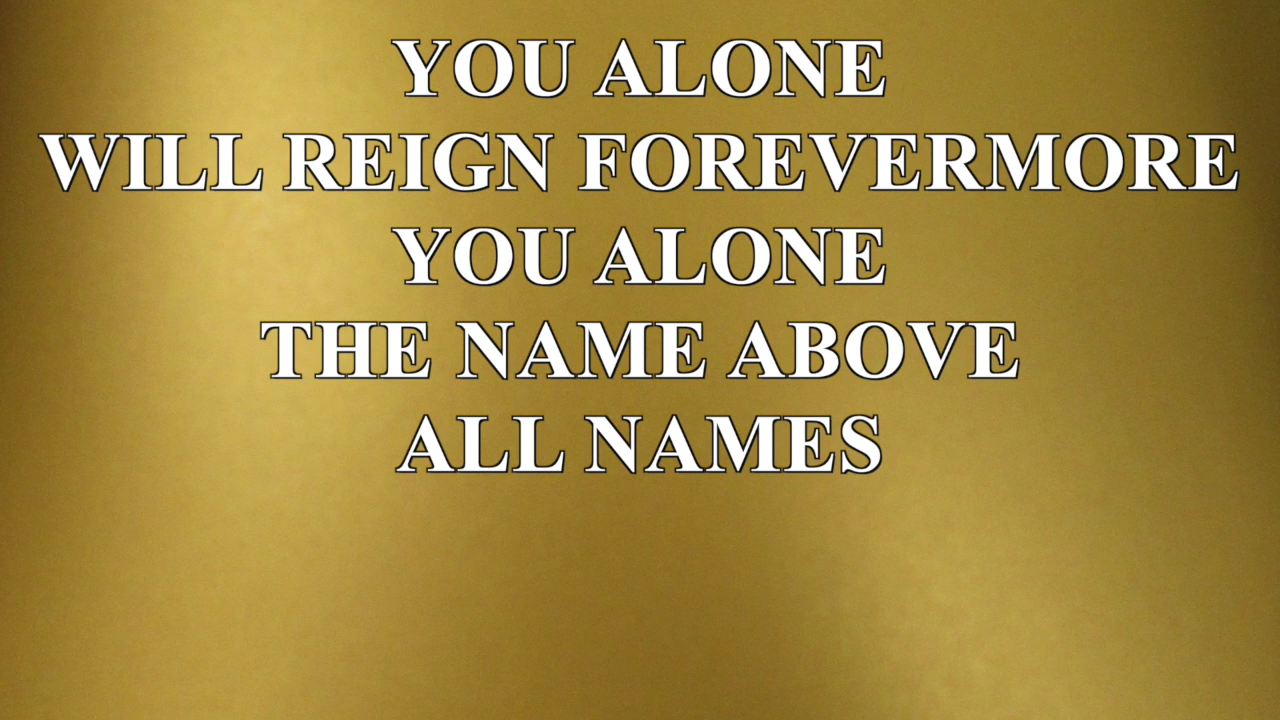 YOU ALONE
WILL REIGN FOREVERMORE
YOU ALONE
THE NAME ABOVE
ALL NAMES